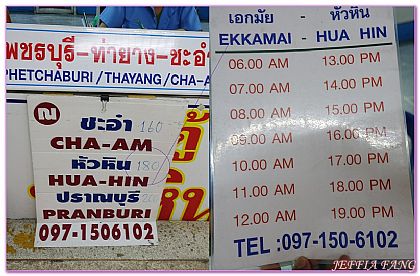 เพชรบุรี-ท่ายาง-ชะอำ
PHETCHABURI/THAYANG/CHA-A
ชะอำ 160
CHA-AM
หัวหิน 180
HUA-HIN
ปราณบุรี
PRANBURI
097-1506102
เอกมัย - หัวหิน
EKKAMAI - HUA HIN
06.00 AM 13.00 PM
07.00 AM 14.00 PM
08.00 AM 15.00 PM
09.00 AM 16.00 PM
10.00 AM 17.00 PM
11.00 AM 18.00 PM
12.00 AM 19.00 PM
TEL :097-150-6102
JEFFIA FANG